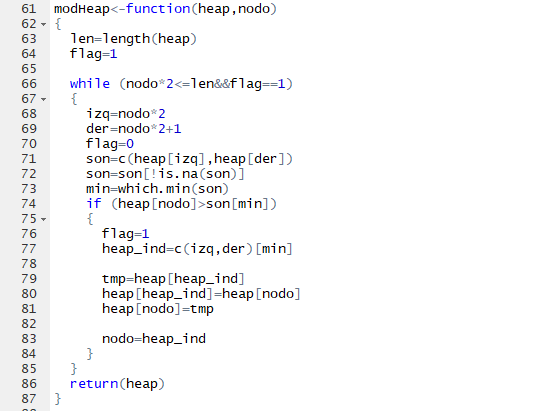 61 modHeap<-function(heap,nodo)
62 {
63   len=length(heap)
64   flag=1
65
66   while (nodo*2<=len&&flag==1)
67   {
68     izq=nodo*2
69     der=nodo*2+1
70     flag=0
71     son=c(heap[izq],heap[der])
72     son=son[!is.na(son)]
73     min=which.min(son)
74     if (heap[nodo]>son[min])
75     {
76       flag=1
77       heap_ind=c(izq,der)[min]
78
79       tmp=heap[heap_ind]
80       heap[heap_ind]=heap[nodo]
81       heap[nodo]=tmp
82
83       nodo=heap_ind
84     }
85   }
86   return(heap)
87 }